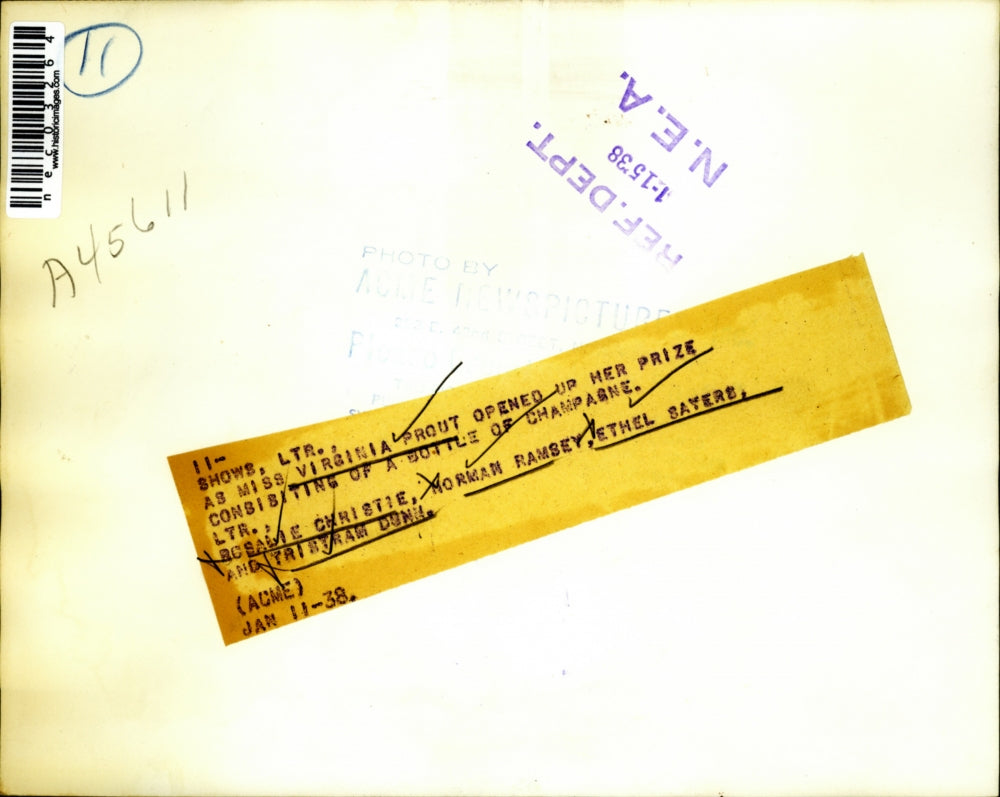 11
nec03264
www.historicimages.com
A45611
N.E.A.
1-15'38
REF. DEPT.
PHOTO BY
ACME NEWSPICTURE
11-
SHOWS, LTR.,
AS MISS VIRGINIA PROUT OPENED UP HER PRIZE
CONSISTING OF A BOTTLE OF CHAMPAGNE.
LTR.,
ROSALIE CHRISTIE, NORMAN RAMSEY, ETHEL SAYERS,
AND TRISTRAM DUNN.
(ACME)
JAN 11-38.